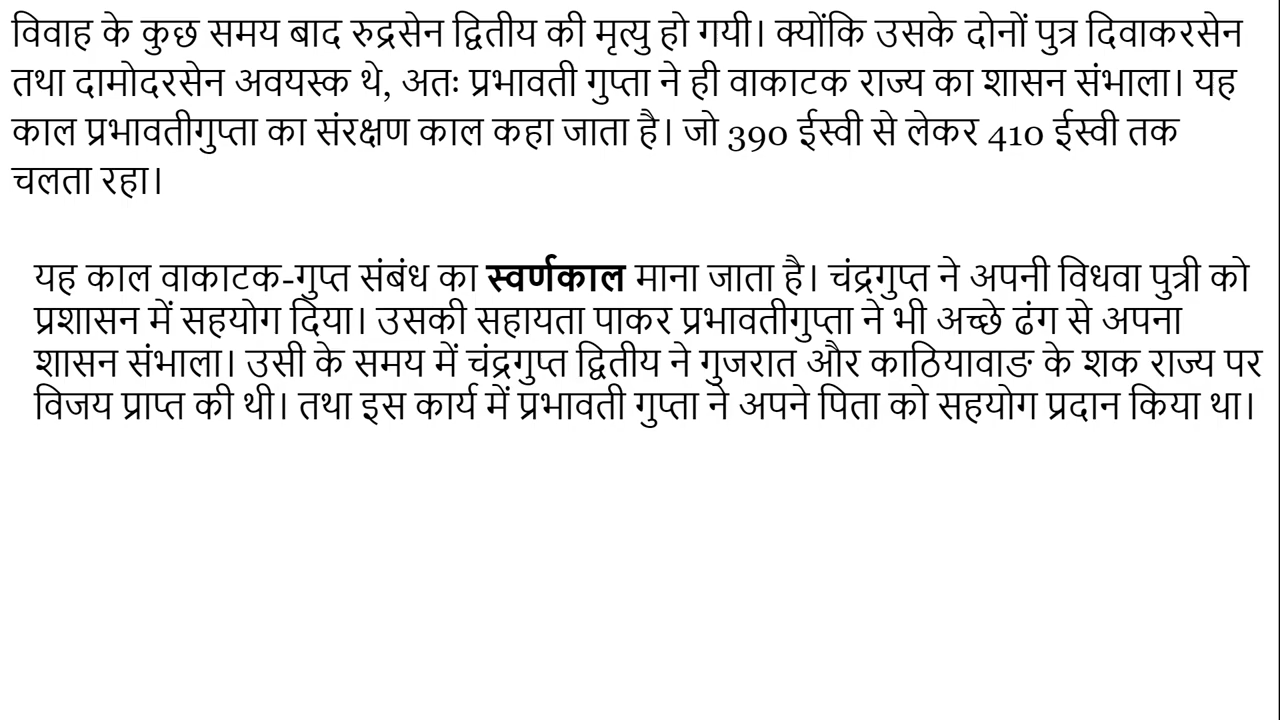 विवाह के कुछ समय बाद रुद्रसेन द्वितीय की मृत्यु हो गयी। क्योंकि उसके दोनों पुत्र दिवाकरसेन
तथा दामोदरसेन अवयस्क थे, अतः प्रभावती गुप्ता ने ही वाकाटक राज्य का शासन संभाला। यह
काल प्रभावतीगुप्ता का संरक्षण काल कहा जाता है। जो 390 ईस्वी से लेकर 410 ईस्वी तक
चलता रहा।
यह काल वाकाटक-गुप्त संबंध का स्वर्णकाल माना जाता है। चंद्रगुप्त ने अपनी विधवा पुत्री को
प्रशासन में सहयोग दिया। उसकी सहायता पाकर प्रभावतीगुप्ता ने भी अच्छे ढंग से अपना
शासन संभाला। उसी के समय में चंद्रगुप्त द्वितीय ने गुजरात और काठियावाङ के शक राज्य पर
विजय प्राप्त की थी। तथा इस कार्य में प्रभावती गुप्ता ने अपने पिता को सहयोग प्रदान किया था।